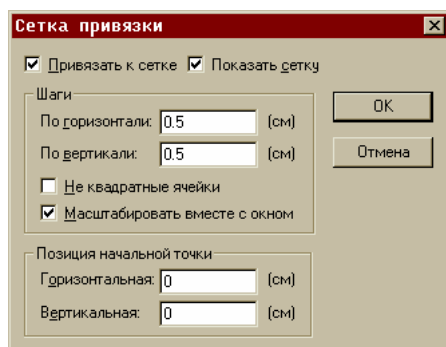 Сетка привязки
Привязать к сетке Показать сетку
Шаги
По горизонтали: 0.5 (см)
По вертикали: 0.5 (см)
Не квадратные ячейки
Масштабировать вместе с окном
OK
Отмена
Позиция начальной точки
Горизонтальная: 0 (см)
Вертикальная: 0 (см)